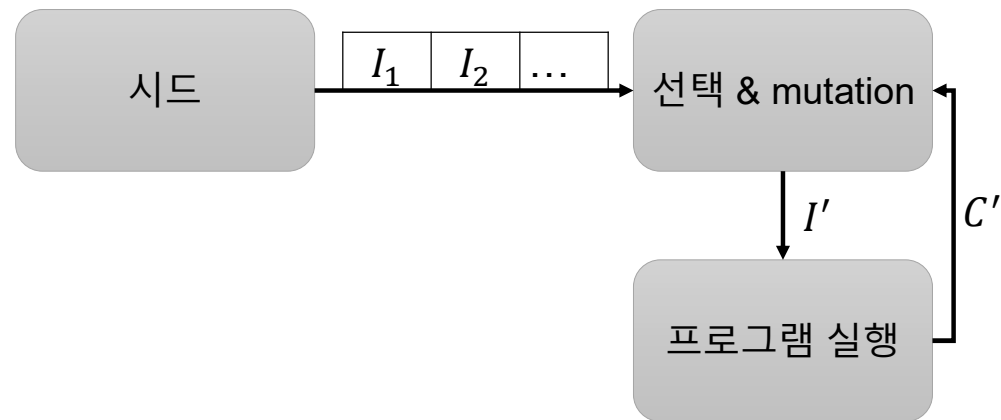 시드
I₁ I₂ ...
선택 & mutation
I′
C′
프로그램 실행